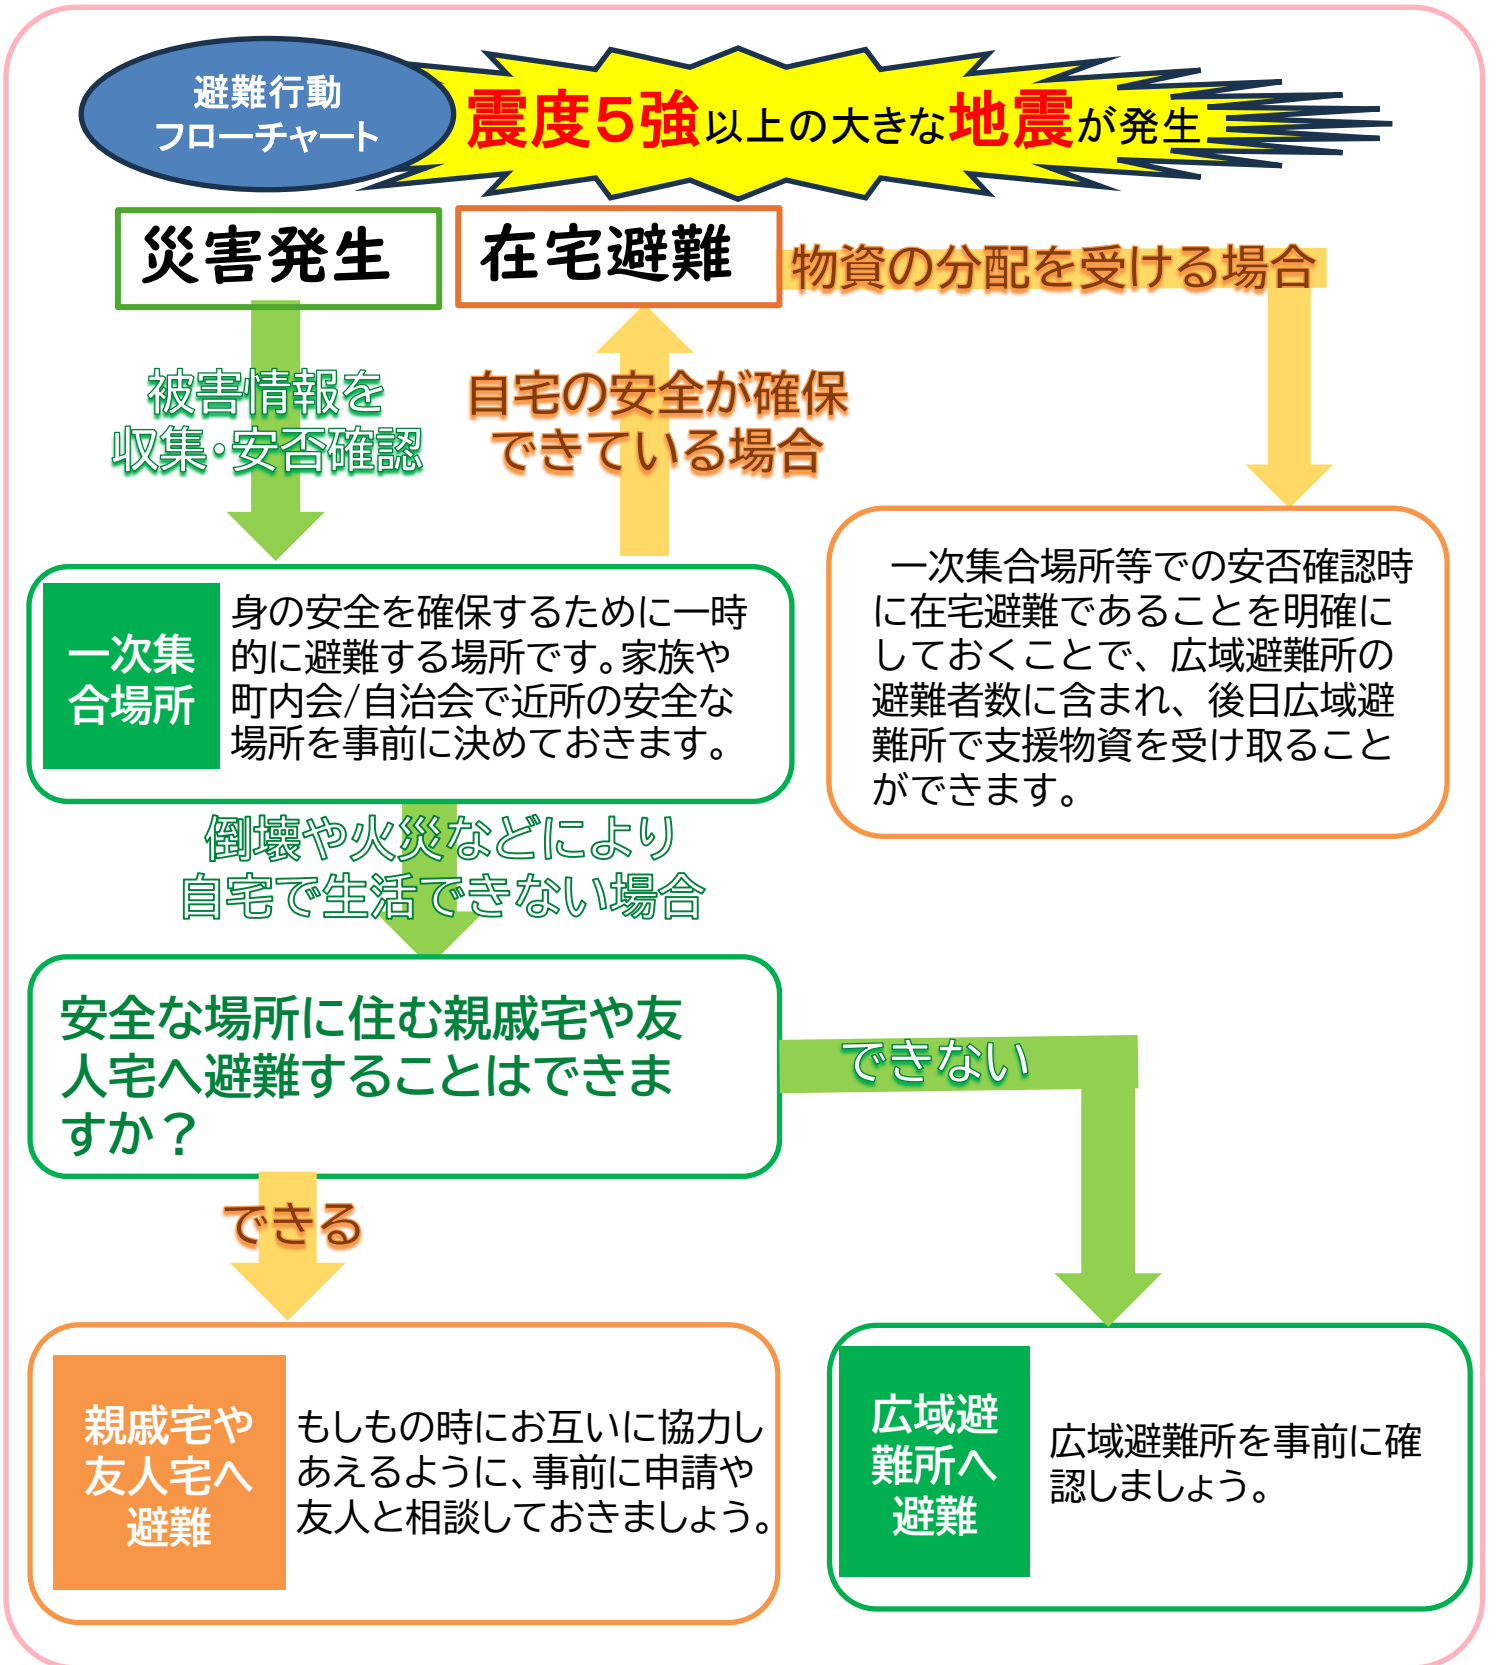 避難行動
フローチャート
震度5強以上の大きな地震が発生
災害発生
在宅避難
物資の分配を受ける場合
被害情報を
収集・安否確認
自宅の安全が確保
できている場合
一次集合場所等での安否確認時
に在宅避難であることを明確に
しておくことで、広域避難所の
避難者数に含まれ、後日広域避
難所で支援物資を受け取ること
ができます。
一次集
合場所
身の安全を確保するために一時
的に避難する場所です。家族や
町内会/自治会で近所の安全な
場所を事前に決めておきます。
倒壊や火災などにより
自宅で生活できない場合
安全な場所に住む親戚宅や友
人宅へ避難することはできま
すか？
できない
できる
親戚宅や
友人宅へ
避難
もしもの時にお互いに協力し
あえるように、事前に申請や
友人と相談しておきましょう。
広域避
難所へ
避難
広域避難所を事前に確
認しましょう。